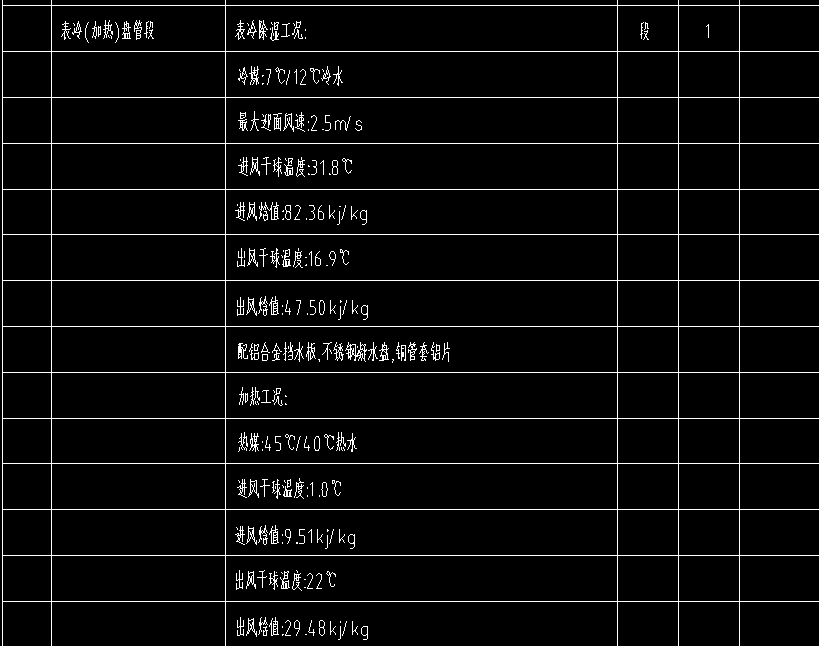 表冷(加热)盘管段 表冷除湿工况: 段 1
冷媒:7℃/12℃冷水
最大迎面风速:2.5m/s
进风干球温度:31.8℃
进风焓值:82.36kj/kg
出风干球温度:16.9℃
出风焓值:47.50kj/kg
配铝合金挡水板,不锈钢凝水盘,铜管套铝片
加热工况:
热媒:45℃/40℃热水
进风干球温度:1.0℃
进风焓值:9.51kj/kg
出风干球温度:22℃
出风焓值:29.48kj/kg